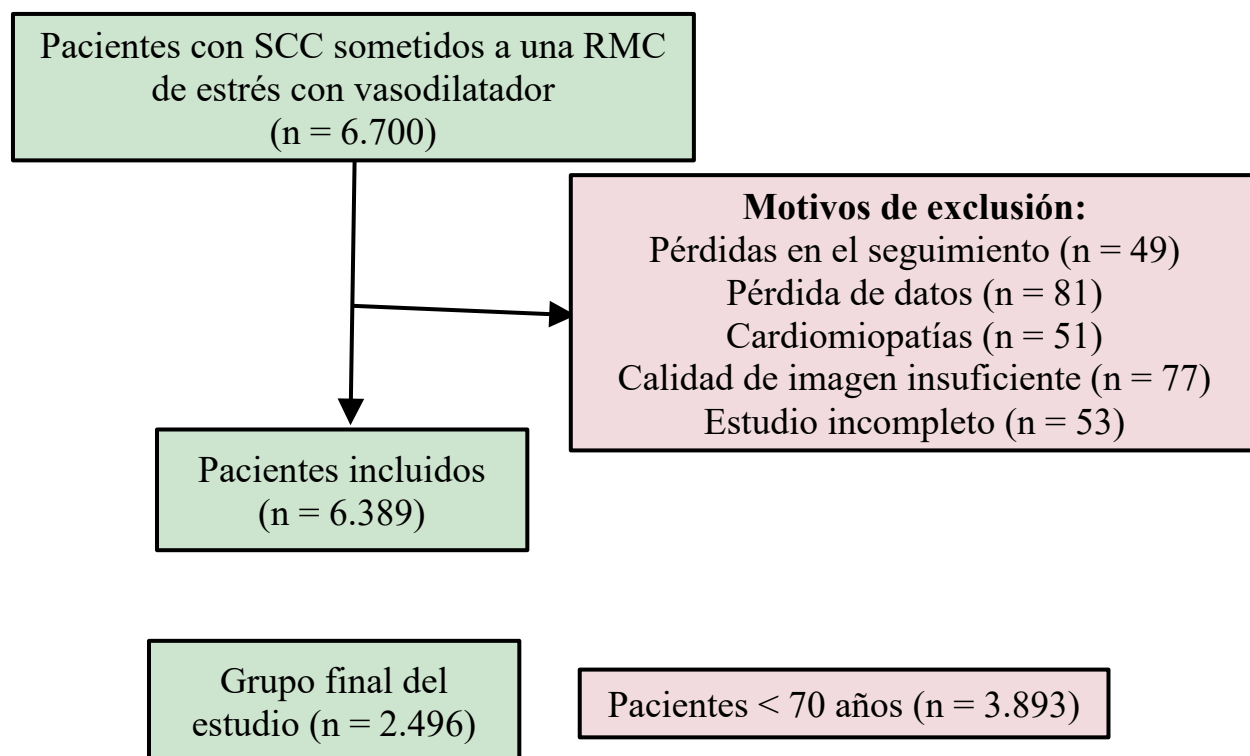 Pacientes con SCC sometidos a una RMC
de estrés con vasodilatador
(n = 6.700)
Motivos de exclusión:
Pérdidas en el seguimiento (n = 49)
Pérdida de datos (n = 81)
Cardiomiopatías (n = 51)
Calidad de imagen insuficiente (n = 77)
Estudio incompleto (n = 53)
Pacientes incluidos
(n = 6.389)
Grupo final del
estudio (n = 2.496)
Pacientes < 70 años (n = 3.893)